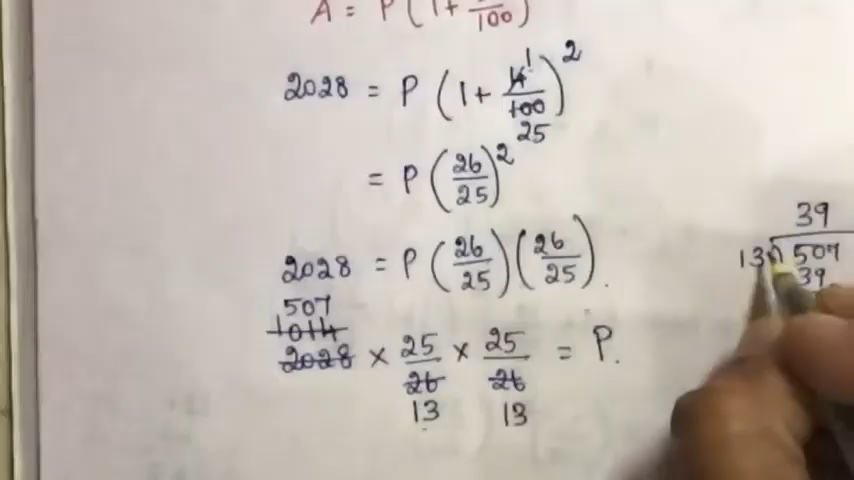 A = P(1 + /100)
2028 = P(1 + 4/100)² 1 25
= P(26/25)²
2028 = P(26/25)(26/25).
507
1014
2028 × 25/26 × 25/26 = P.
13 13
39
13)507
39